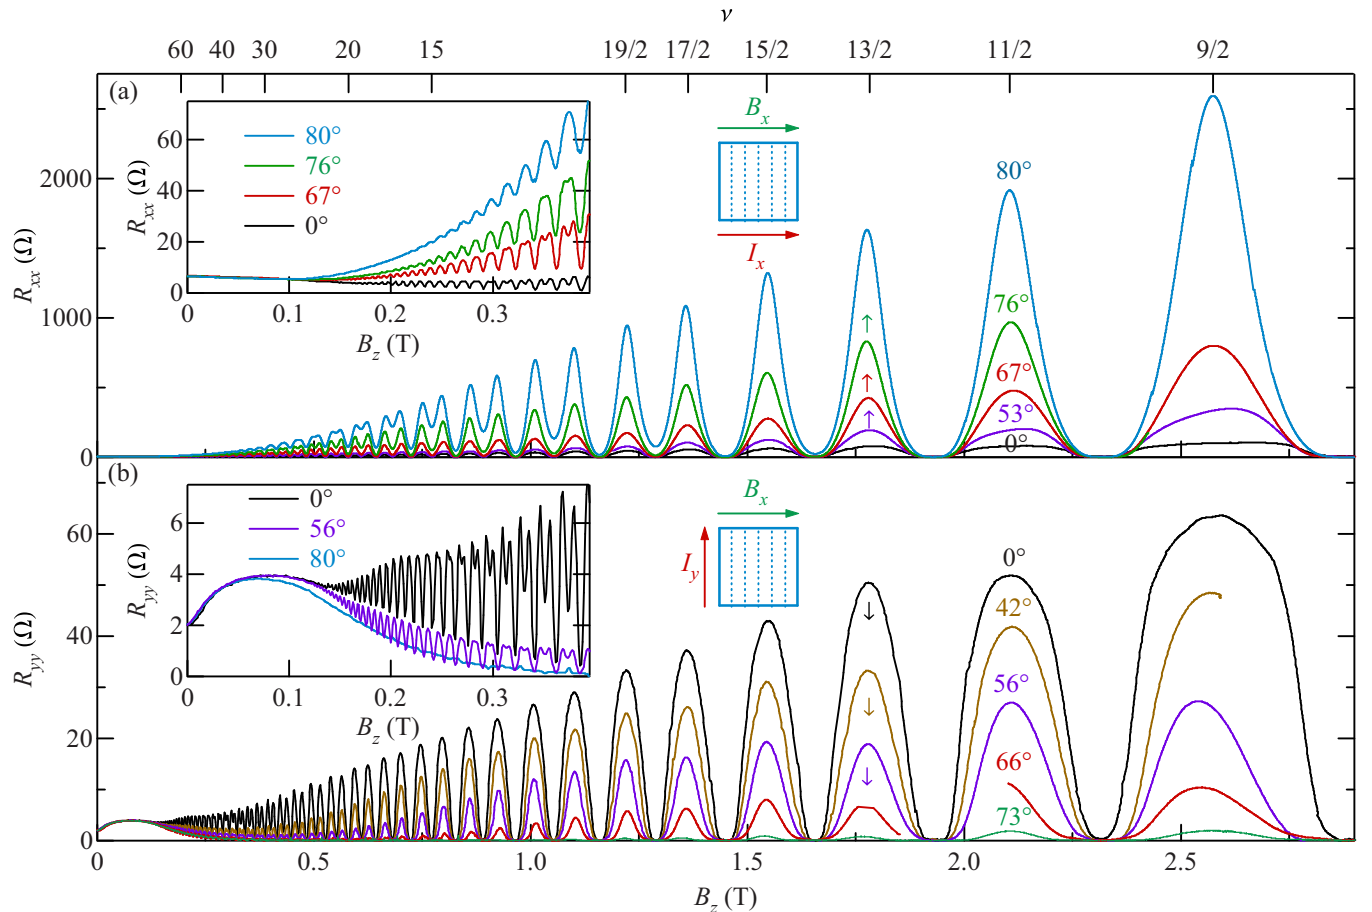 ν
60 40 30 20 15 19/2 17/2 15/2 13/2 11/2 9/2
(a)
R_xx (Ω)
2000
1000
0
R_xx (Ω)
60
40
20
0
80°
76°
67°
0°
0 0.1 0.2 0.3
B_z (T)
B_x
I_x
↑
↑
↑
80°
76°
67°
53°
0°
(b)
R_yy (Ω)
60
40
20
0
R_yy (Ω)
6
4
2
0
0°
56°
80°
0 0.1 0.2 0.3
B_z (T)
B_x
I_y
↓
↓
↓
0°
42°
56°
66°
73°
0 0.5 1.0 1.5 2.0 2.5
B_z (T)